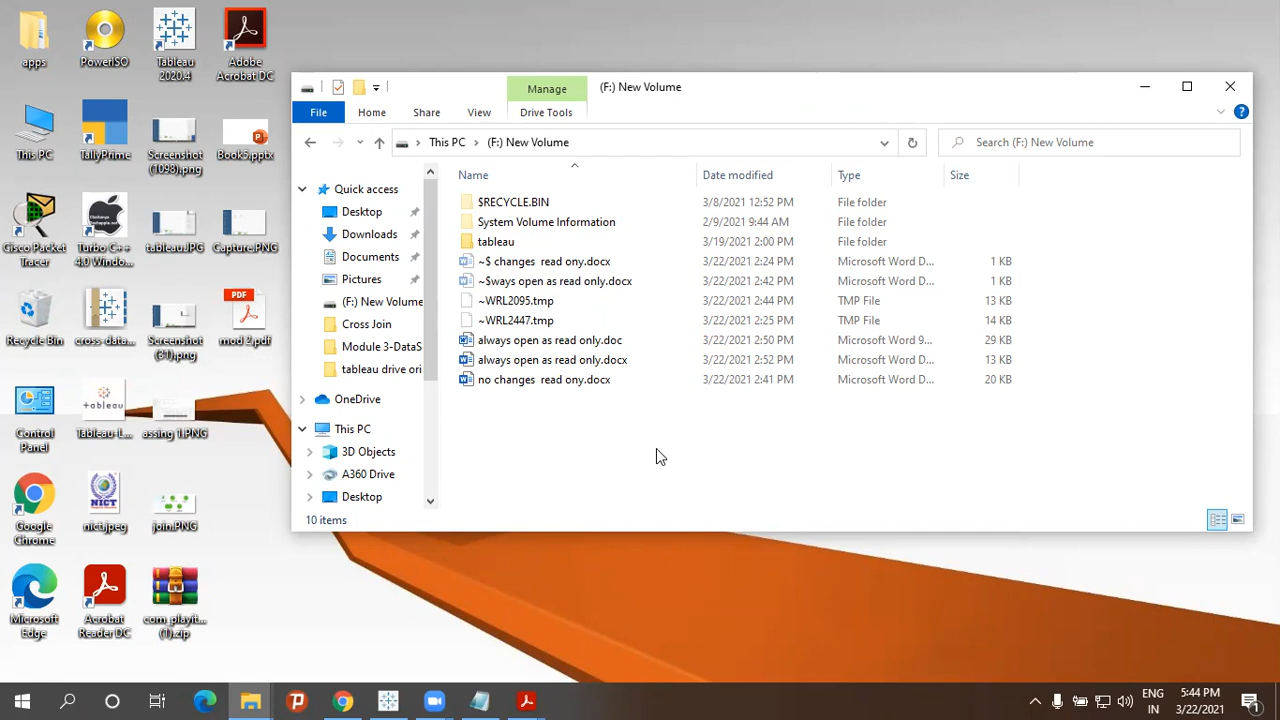 apps
PowerISO
Tableau 2020.4
Adobe Acrobat DC
This PC
TallyPrime
Screenshot (1098).png
Book5.pptx
Cisco Packet Tracer
Turbo C++ 4.0 Windo...
tableau.JPG
Capture.PNG
Recycle Bin
cross-data...
Screenshot (31).png
PDF
mod 2.pdf
Control Panel
+ableau
Tableau-L...
assing 1.PNG
Google Chrome
NICT
nict.jpeg
join.PNG
Microsoft Edge
Acrobat Reader DC
com_playit... (1).zip
Manage
(F:) New Volume
File
Home
Share
View
Drive Tools
This PC
(F:) New Volume
Search (F:) New Volume
Name
Date modified
Type
Size
Quick access
Desktop
Downloads
Documents
Pictures
(F:) New Volume
Cross Join
Module 3-DataS
tableau drive ori
OneDrive
This PC
3D Objects
A360 Drive
Desktop
$RECYCLE.BIN 3/8/2021 12:52 PM File folder
System Volume Information 2/9/2021 9:44 AM File folder
tableau 3/19/2021 2:00 PM File folder
~$ changes  read ony.docx 3/22/2021 2:24 PM Microsoft Word D... 1 KB
~$ways open as read only.docx 3/22/2021 2:42 PM Microsoft Word D... 1 KB
~WRL2095.tmp 3/22/2021 2:44 PM TMP File 13 KB
~WRL2447.tmp 3/22/2021 2:25 PM TMP File 14 KB
always open as read only.doc 3/22/2021 2:50 PM Microsoft Word 9... 29 KB
always open as read only.docx 3/22/2021 2:52 PM Microsoft Word D... 13 KB
no changes  read ony.docx 3/22/2021 2:41 PM Microsoft Word D... 20 KB
10 items
ENG
IN
5:44 PM
3/22/2021
1